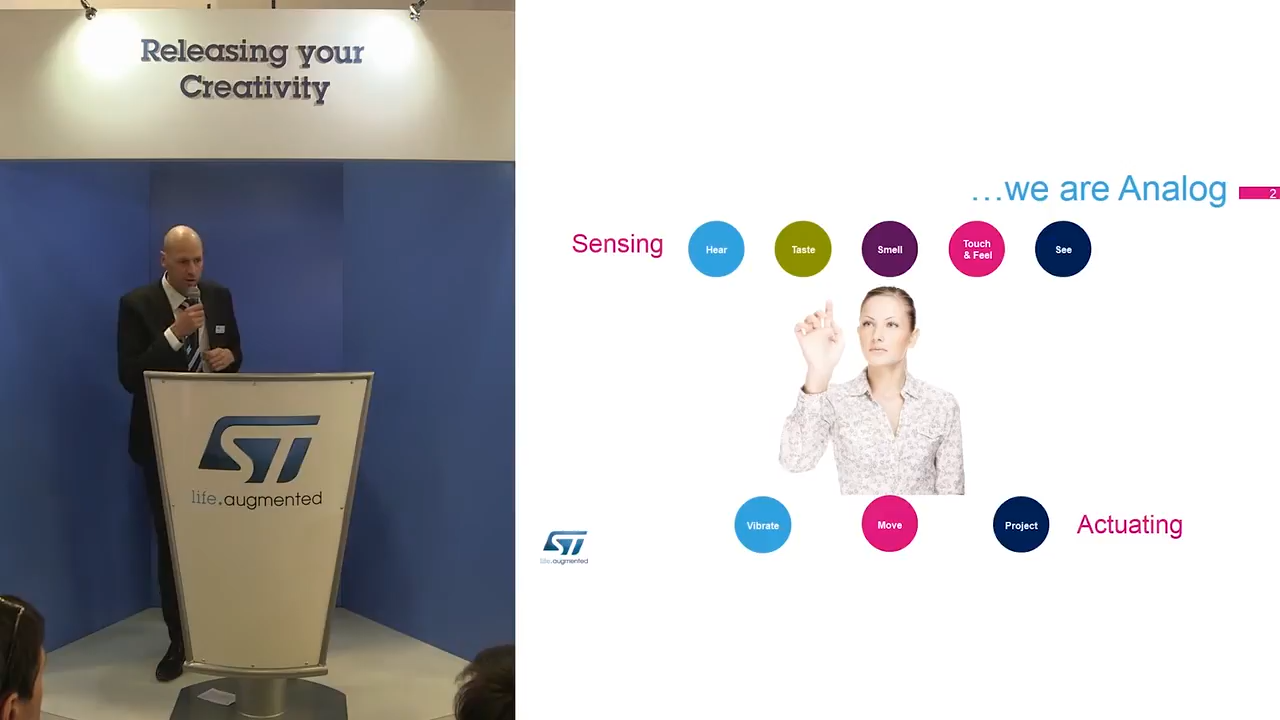 Releasing your
Creativity
ST
life.augmented
...we are Analog
2
Sensing
Hear
Taste
Smell
Touch
& Feel
See
Vibrate
Move
Project
Actuating
ST
life.augmented